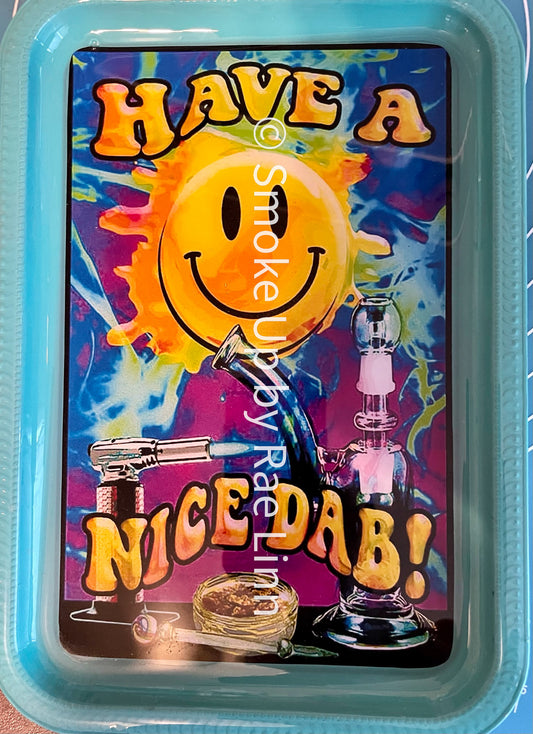 HAVE A
© Smoke Up by Rae Linn
NICE DAB!